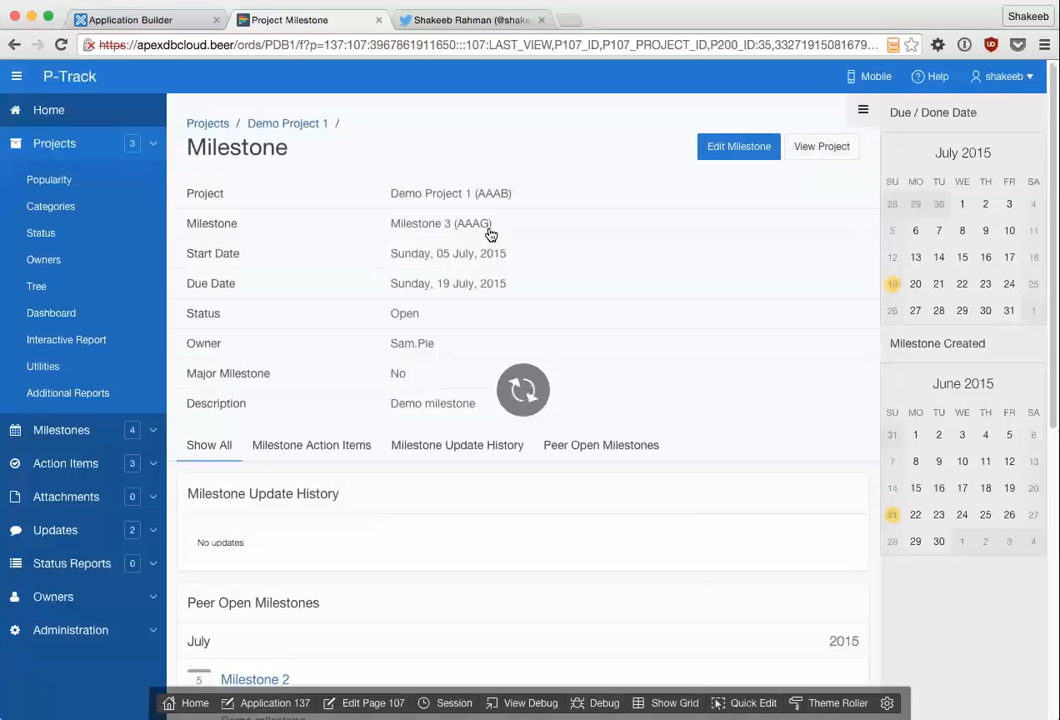 Shakeeb
Application Builder
Project Milestone
Shakeeb Rahman (@shake
https://apexdbcloud.beer/ords/PDB1/f?p=137:107:3967861911650:::107:LAST_VIEW,P107_ID,P107_PROJECT_ID,P200_ID:35,33271915081679...
P-Track
Mobile
Help
shakeeb
Home
Projects 3
Popularity
Categories
Status
Owners
Tree
Dashboard
Interactive Report
Utilities
Additional Reports
Milestones 4
Action Items 3
Attachments 0
Updates 2
Status Reports 0
Owners
Administration
Projects / Demo Project 1 /
Milestone
Edit Milestone
View Project
Project Demo Project 1 (AAAB)
Milestone Milestone 3 (AAAG)
Start Date Sunday, 05 July, 2015
Due Date Sunday, 19 July, 2015
Status Open
Owner Sam.Pie
Major Milestone No
Description Demo milestone
Show All Milestone Action Items Milestone Update History Peer Open Milestones
Milestone Update History
No updates
Peer Open Milestones
July 2015
5 Milestone 2
Due / Done Date
July 2015
SU MO TU WE TH FR SA
28 29 30 1 2 3 4
5 6 7 8 9 10 11
12 13 14 15 16 17 18
19 20 21 22 23 24 25
26 27 28 29 30 31 1
Milestone Created
June 2015
SU MO TU WE TH FR SA
31 1 2 3 4 5 6
7 8 9 10 11 12 13
14 15 16 17 18 19 20
21 22 23 24 25 26 27
28 29 30 1 2 3 4
Home Application 137 Edit Page 107 Session View Debug Debug Show Grid Quick Edit Theme Roller
Demo milestone